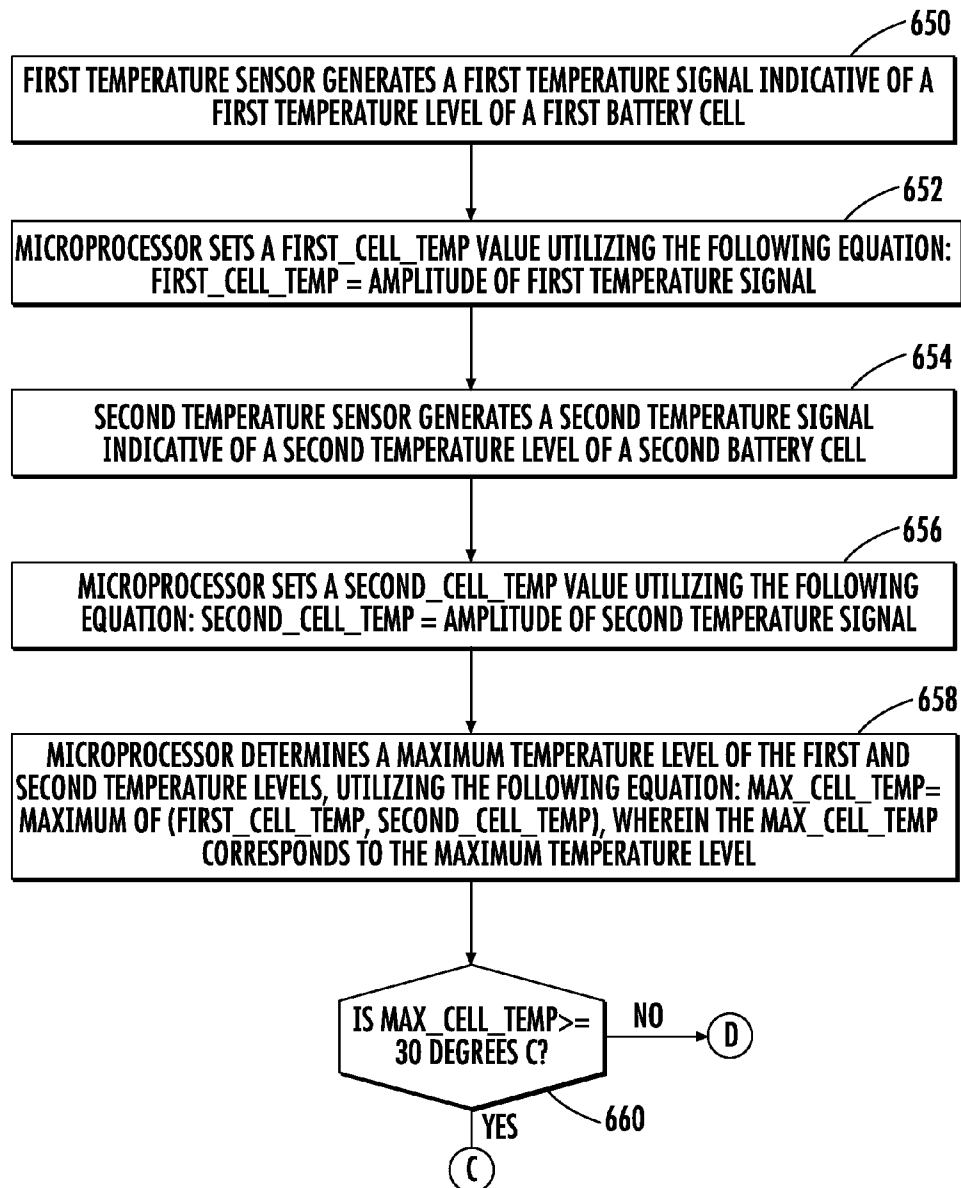 650
FIRST TEMPERATURE SENSOR GENERATES A FIRST TEMPERATURE SIGNAL INDICATIVE OF A
FIRST TEMPERATURE LEVEL OF A FIRST BATTERY CELL
652
MICROPROCESSOR SETS A FIRST_CELL_TEMP VALUE UTILIZING THE FOLLOWING EQUATION:
FIRST_CELL_TEMP = AMPLITUDE OF FIRST TEMPERATURE SIGNAL
654
SECOND TEMPERATURE SENSOR GENERATES A SECOND TEMPERATURE SIGNAL
INDICATIVE OF A SECOND TEMPERATURE LEVEL OF A SECOND BATTERY CELL
656
MICROPROCESSOR SETS A SECOND_CELL_TEMP VALUE UTILIZING THE FOLLOWING
EQUATION: SECOND_CELL_TEMP = AMPLITUDE OF SECOND TEMPERATURE SIGNAL
658
MICROPROCESSOR DETERMINES A MAXIMUM TEMPERATURE LEVEL OF THE FIRST AND
SECOND TEMPERATURE LEVELS, UTILIZING THE FOLLOWING EQUATION: MAX_CELL_TEMP=
MAXIMUM OF (FIRST_CELL_TEMP, SECOND_CELL_TEMP), WHEREIN THE MAX_CELL_TEMP
CORRESPONDS TO THE MAXIMUM TEMPERATURE LEVEL
IS MAX_CELL_TEMP>=
30 DEGREES C?
NO
D
660
YES
C